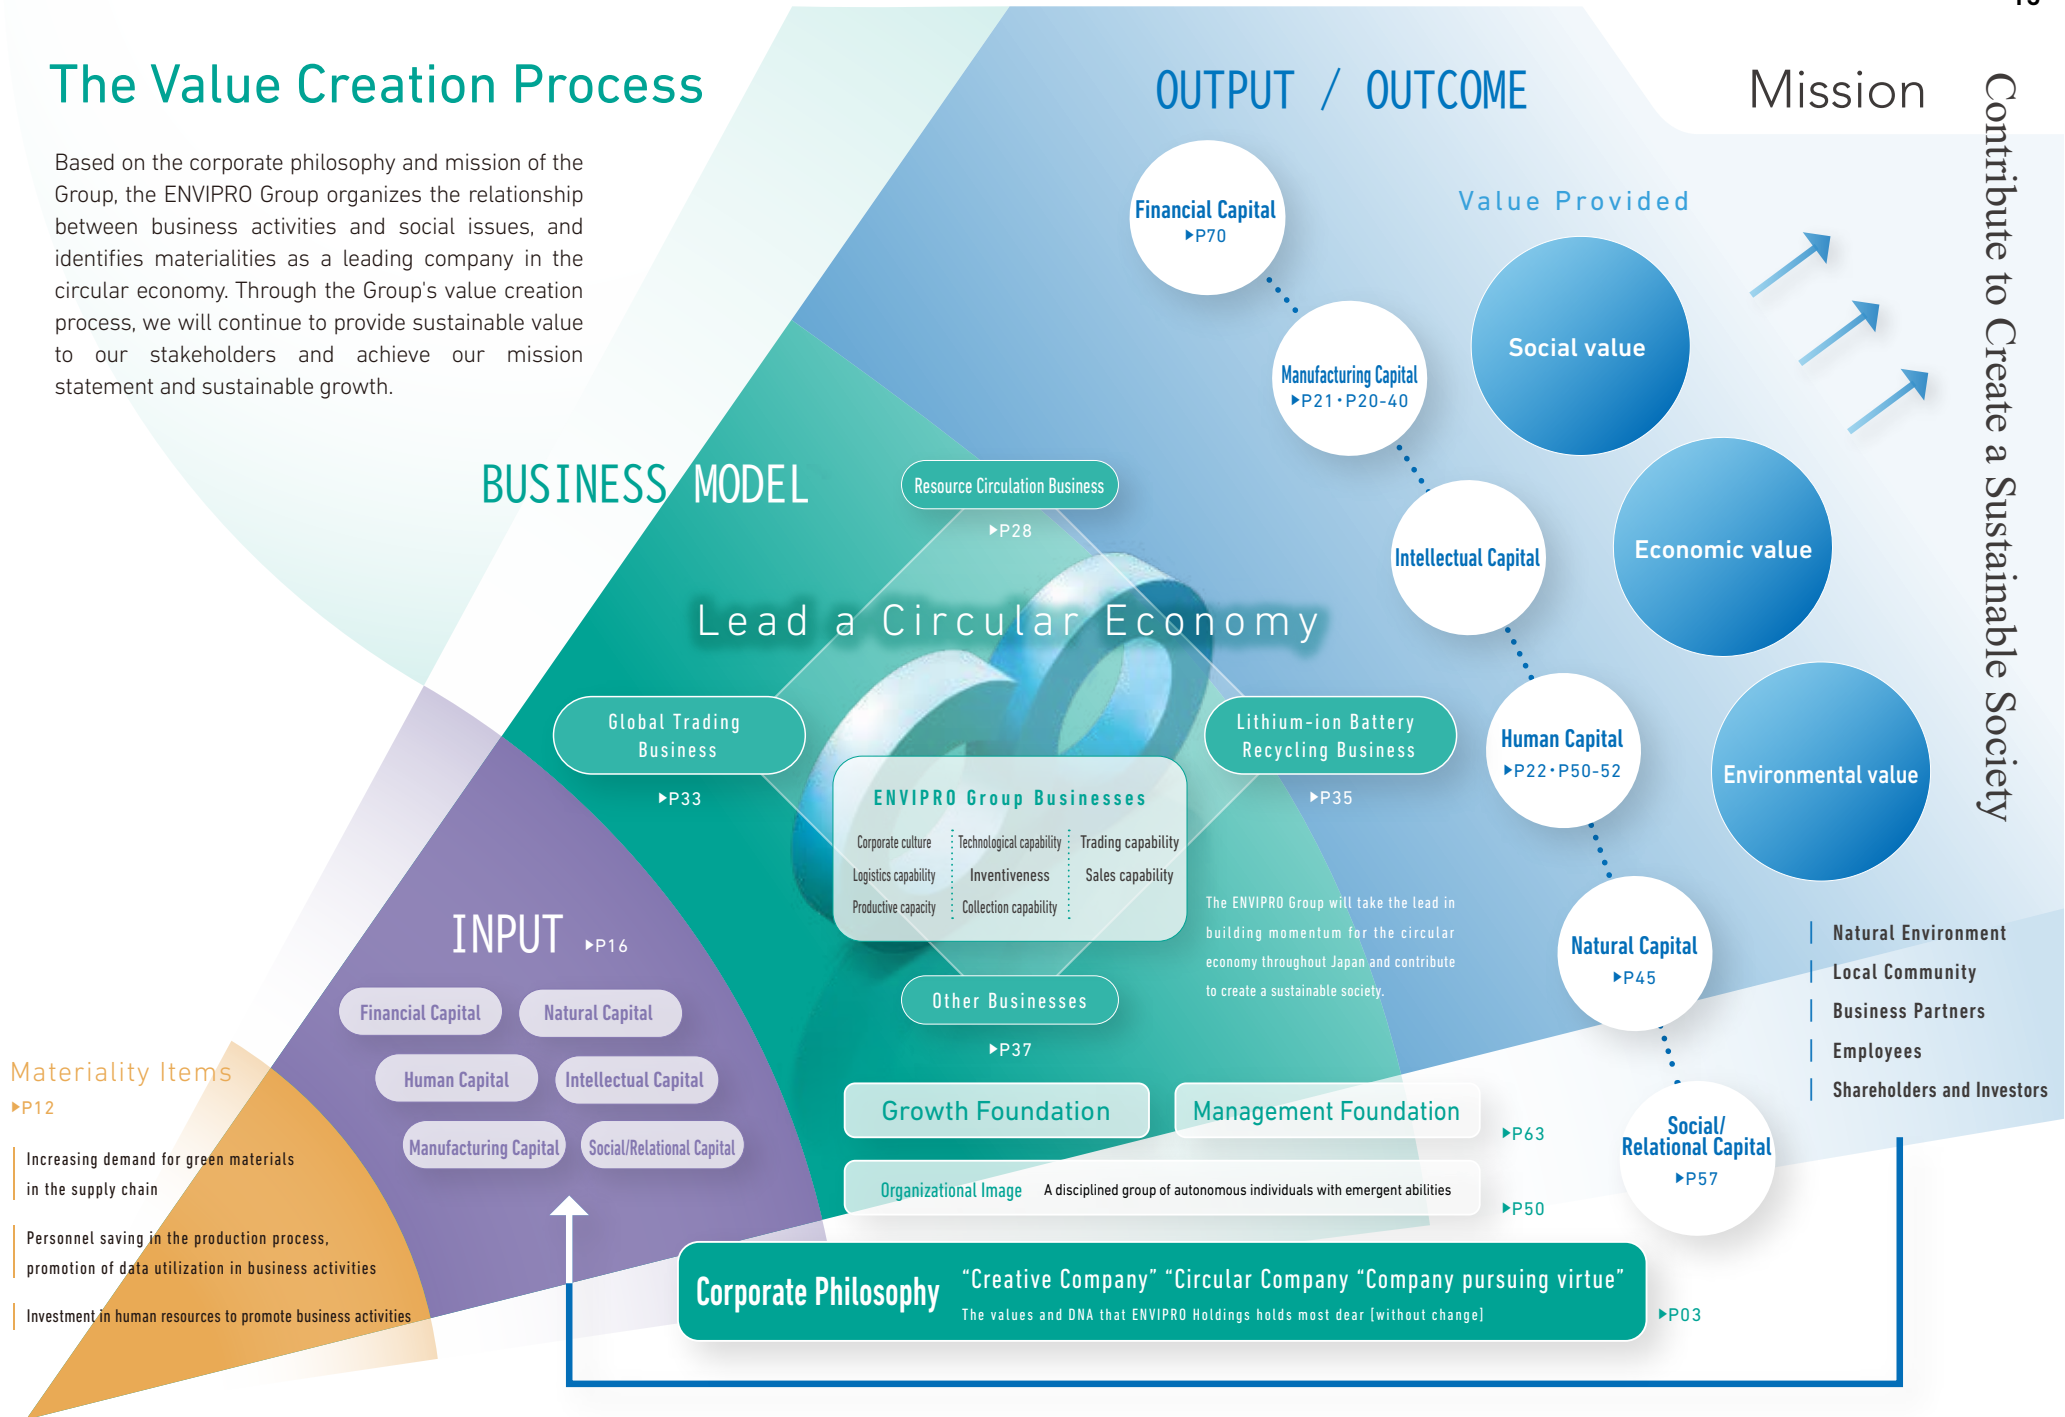 The Value Creation Process
Based on the corporate philosophy and mission of the
Group, the ENVIPRO Group organizes the relationship
between business activities and social issues, and
identifies materialities as a leading company in the
circular economy. Through the Group's value creation
process, we will continue to provide sustainable value
to our stakeholders and achieve our mission
statement and sustainable growth.
OUTPUT / OUTCOME
Mission
Contribute to Create a Sustainable Society
Financial Capital
▶P70
Manufacturing Capital
▶P21・P20-40
Intellectual Capital
Human Capital
▶P22・P50-52
Natural Capital
▶P45
Social/
Relational Capital
▶P57
Value Provided
Social value
Economic value
Environmental value
Natural Environment
Local Community
Business Partners
Employees
Shareholders and Investors
BUSINESS MODEL
Resource Circulation Business
▶P28
Lead a Circular Economy
Global Trading
Business
▶P33
Lithium-ion Battery
Recycling Business
▶P35
ENVIPRO Group Businesses
Corporate culture
Logistics capability
Productive capacity
Technological capability
Inventiveness
Collection capability
Trading capability
Sales capability
The ENVIPRO Group will take the lead in
building momentum for the circular
economy throughout Japan and contribute
to create a sustainable society.
Other Businesses
▶P37
Growth Foundation
Management Foundation
▶P63
Organizational Image A disciplined group of autonomous individuals with emergent abilities
▶P50
Corporate Philosophy
“Creative Company” “Circular Company “Company pursuing virtue”
The values and DNA that ENVIPRO Holdings holds most dear [without change]
▶P03
INPUT ▶P16
Financial Capital
Natural Capital
Human Capital
Intellectual Capital
Manufacturing Capital
Social/Relational Capital
Materiality Items
▶P12
Increasing demand for green materials
in the supply chain
Personnel saving in the production process,
promotion of data utilization in business activities
Investment in human resources to promote business activities